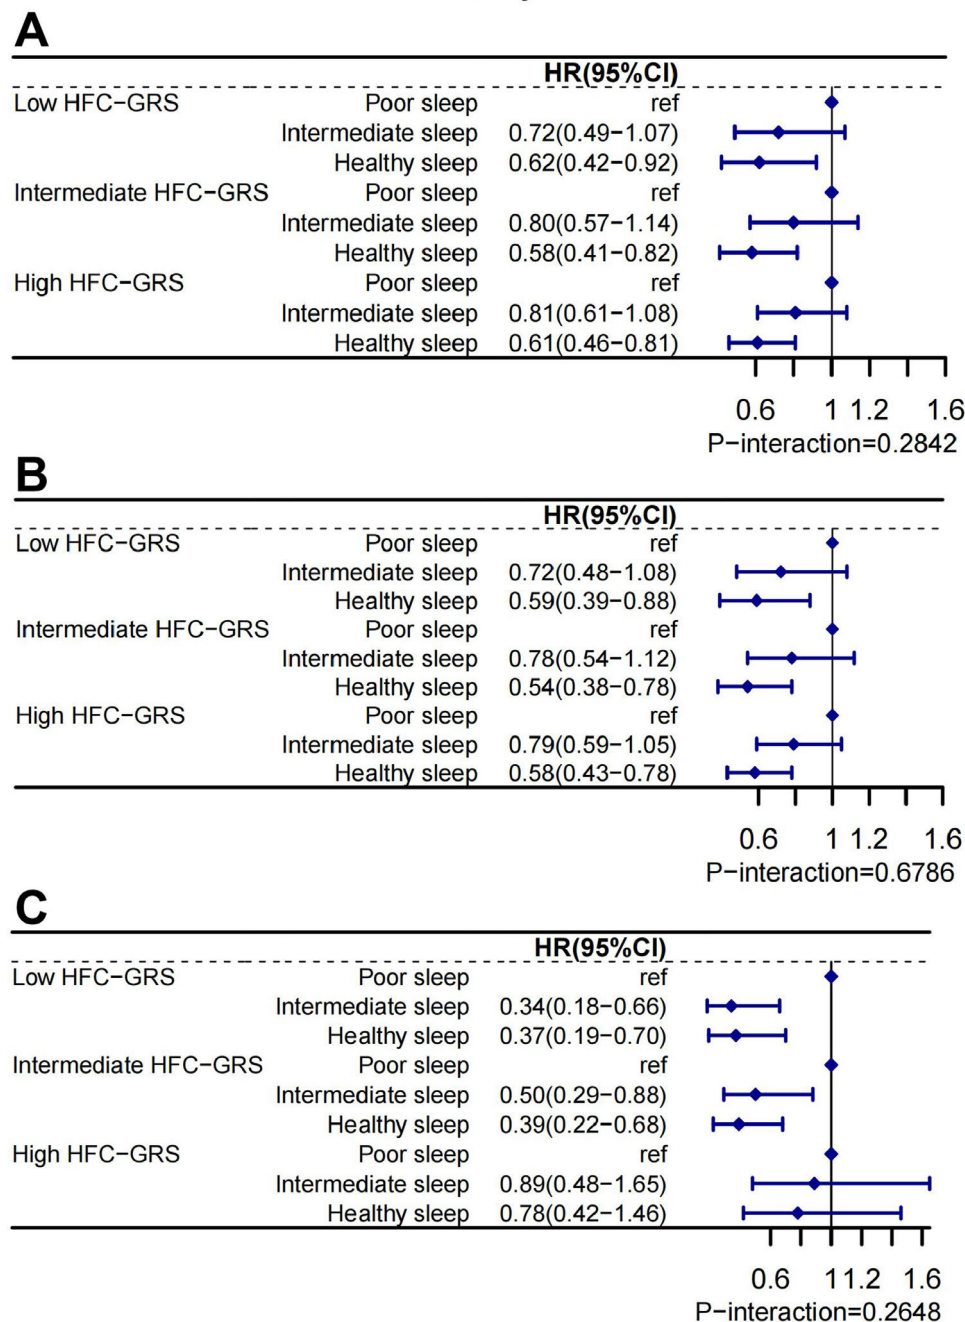 A
HR(95%CI)
Low HFC−GRS Poor sleep ref
Intermediate sleep 0.72(0.49−1.07)
Healthy sleep 0.62(0.42−0.92)
Intermediate HFC−GRS Poor sleep ref
Intermediate sleep 0.80(0.57−1.14)
Healthy sleep 0.58(0.41−0.82)
High HFC−GRS Poor sleep ref
Intermediate sleep 0.81(0.61−1.08)
Healthy sleep 0.61(0.46−0.81)
0.6 1 1.2 1.6
P−interaction=0.2842
B
HR(95%CI)
Low HFC−GRS Poor sleep ref
Intermediate sleep 0.72(0.48−1.08)
Healthy sleep 0.59(0.39−0.88)
Intermediate HFC−GRS Poor sleep ref
Intermediate sleep 0.78(0.54−1.12)
Healthy sleep 0.54(0.38−0.78)
High HFC−GRS Poor sleep ref
Intermediate sleep 0.79(0.59−1.05)
Healthy sleep 0.58(0.43−0.78)
0.6 1 1.2 1.6
P−interaction=0.6786
C
HR(95%CI)
Low HFC−GRS Poor sleep ref
Intermediate sleep 0.34(0.18−0.66)
Healthy sleep 0.37(0.19−0.70)
Intermediate HFC−GRS Poor sleep ref
Intermediate sleep 0.50(0.29−0.88)
Healthy sleep 0.39(0.22−0.68)
High HFC−GRS Poor sleep ref
Intermediate sleep 0.89(0.48−1.65)
Healthy sleep 0.78(0.42−1.46)
0.6 1 1.2 1.6
P−interaction=0.2648